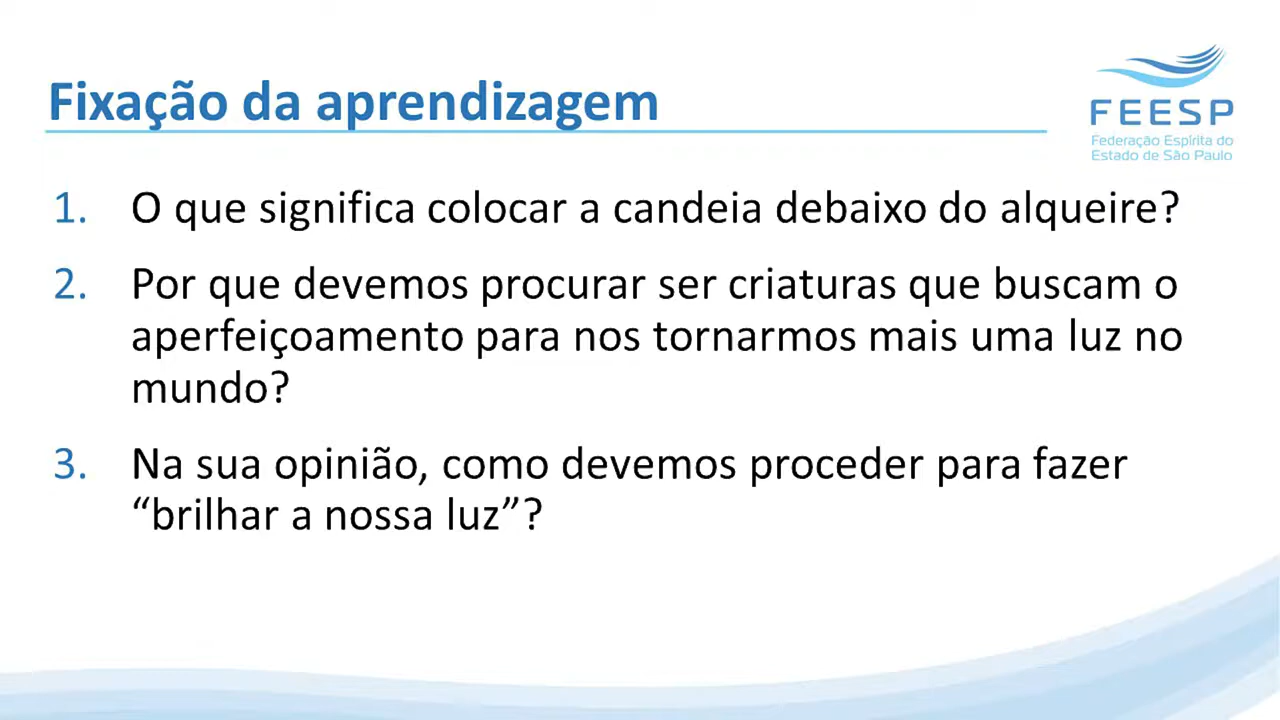 Fixação da aprendizagem
FEESP
Federação Espírita do
Estado de São Paulo
1. O que significa colocar a candeia debaixo do alqueire?
2. Por que devemos procurar ser criaturas que buscam o
aperfeiçoamento para nos tornarmos mais uma luz no
mundo?
3. Na sua opinião, como devemos proceder para fazer
“brilhar a nossa luz”?